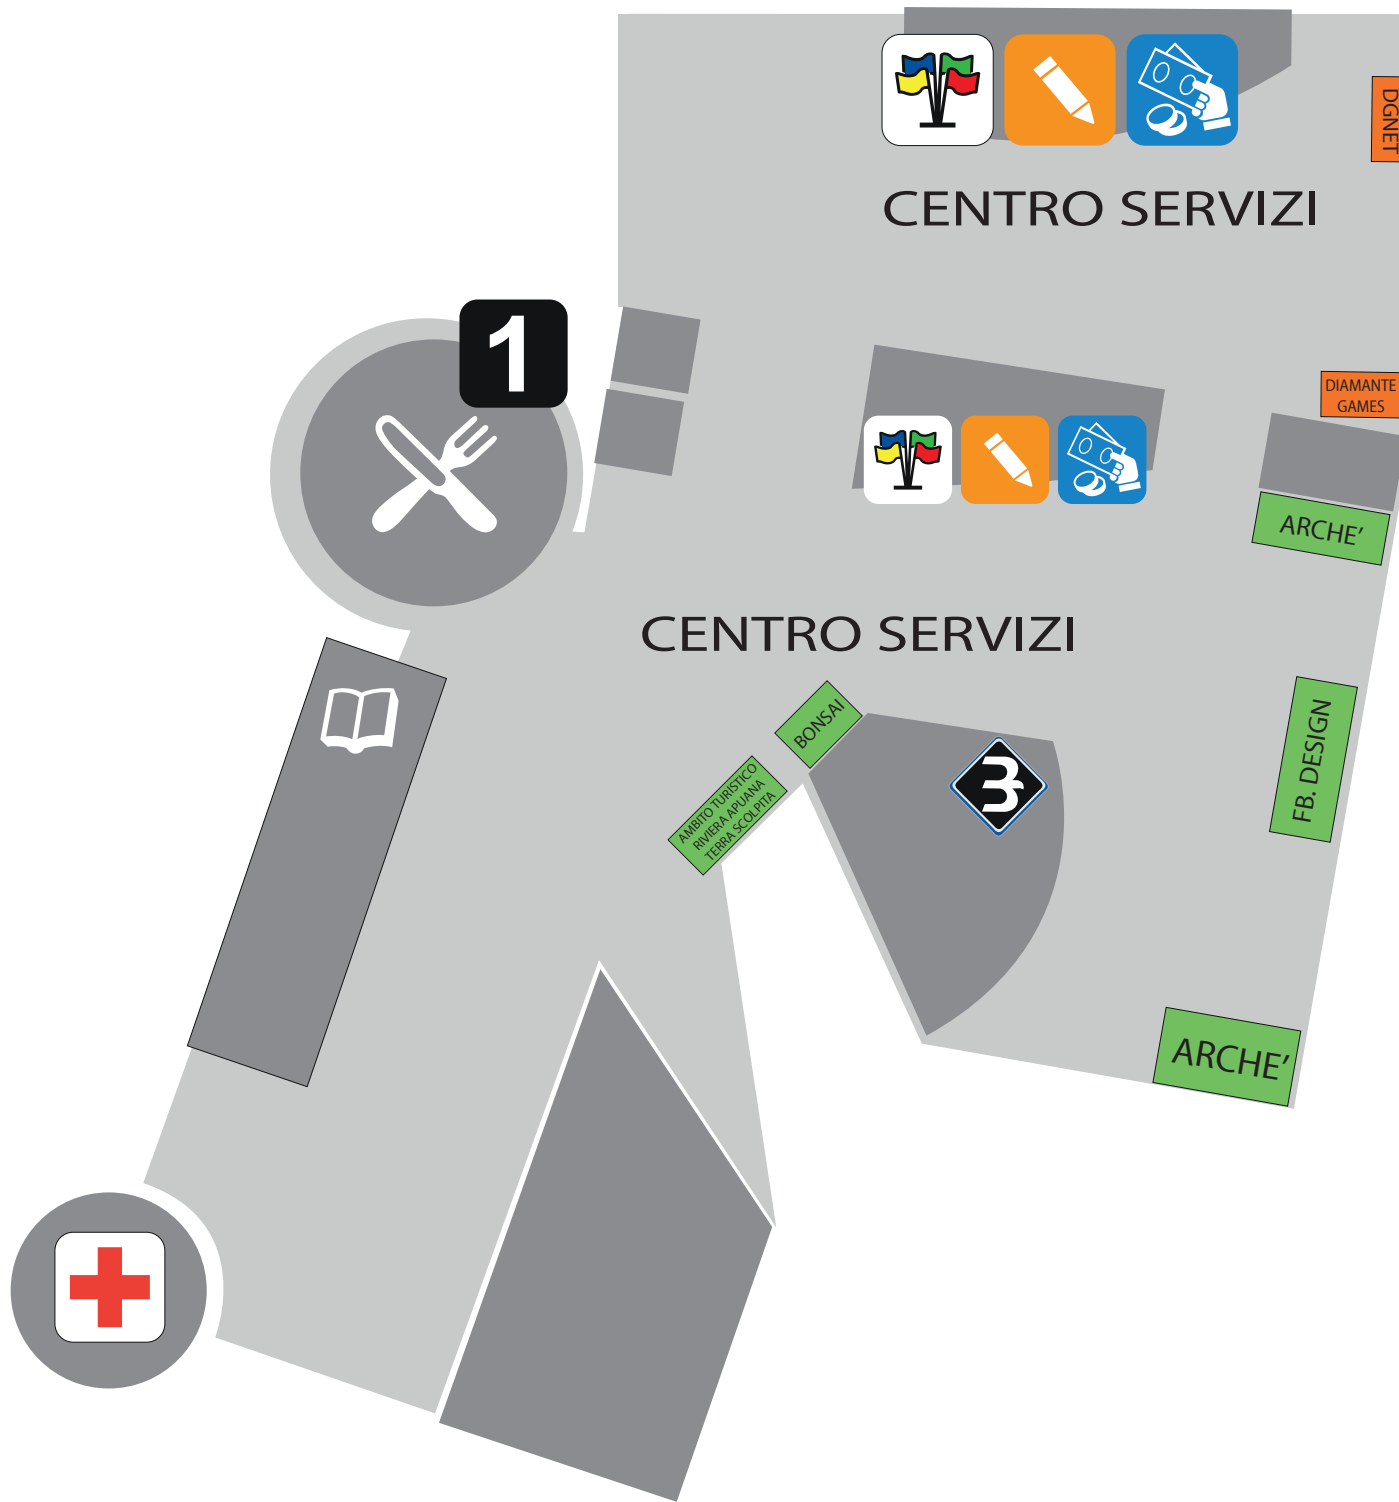 DGNET
CENTRO SERVIZI
1
DIAMANTE
GAMES
ARCHE'
CENTRO SERVIZI
BONSAI
FB. DESIGN
AMBITO TURISTICO
RIVIERA APUANA
TERRA SCOLPITA
ARCHE'